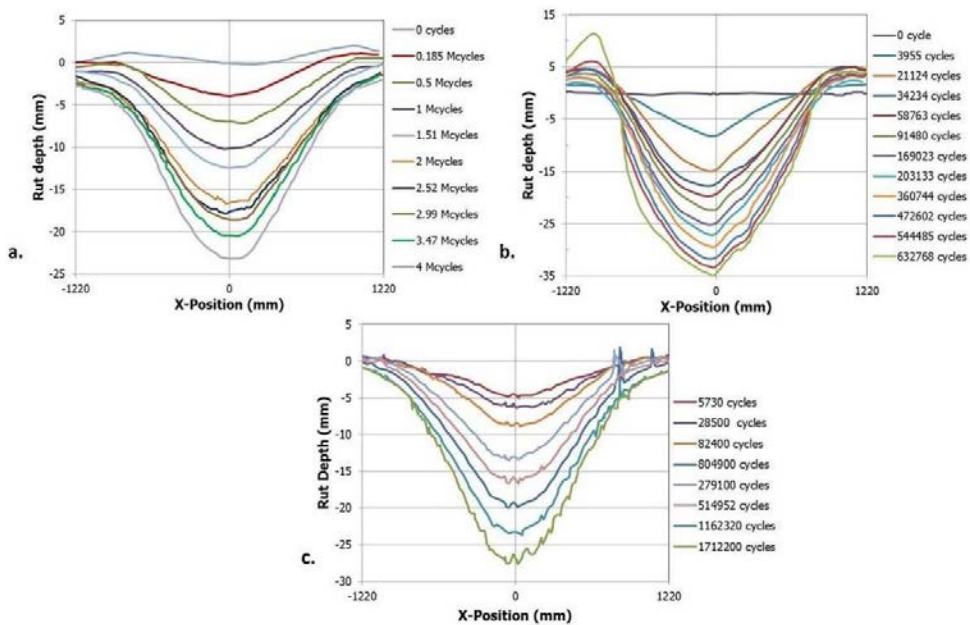 5
0
-5
-10
-15
-20
-25
Rut depth (mm)
-1220
0
1220
X-Position (mm)
a.
0 cycles
0.185 Mcycles
0.5 Mcycles
1 Mcycles
1.51 Mcycles
2 Mcycles
2.52 Mcycles
2.99 Mcycles
3.47 Mcycles
4 Mcycles
15
5
-5
-15
-25
-35
Rut depth (mm)
-1220
0
1220
X-Position (mm)
b.
0 cycle
3955 cycles
21124 cycles
34234 cycles
58763 cycles
91480 cycles
169023 cycles
203133 cycles
360744 cycles
472602 cycles
544485 cycles
632768 cycles
5
0
-5
-10
-15
-20
-25
-30
Rut Depth (mm)
-1220
0
1220
X-Position (mm)
c.
5730 cycles
28500 cycles
82400 cycles
804900 cycles
279100 cycles
514952 cycles
1162320 cycles
1712200 cycles